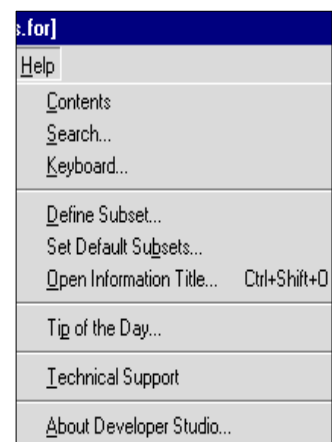 s.for]
Help
Contents
Search...
Keyboard...
Define Subset...
Set Default Subsets...
Open Information Title... Ctrl+Shift+O
Tip of the Day...
Technical Support
About Developer Studio...